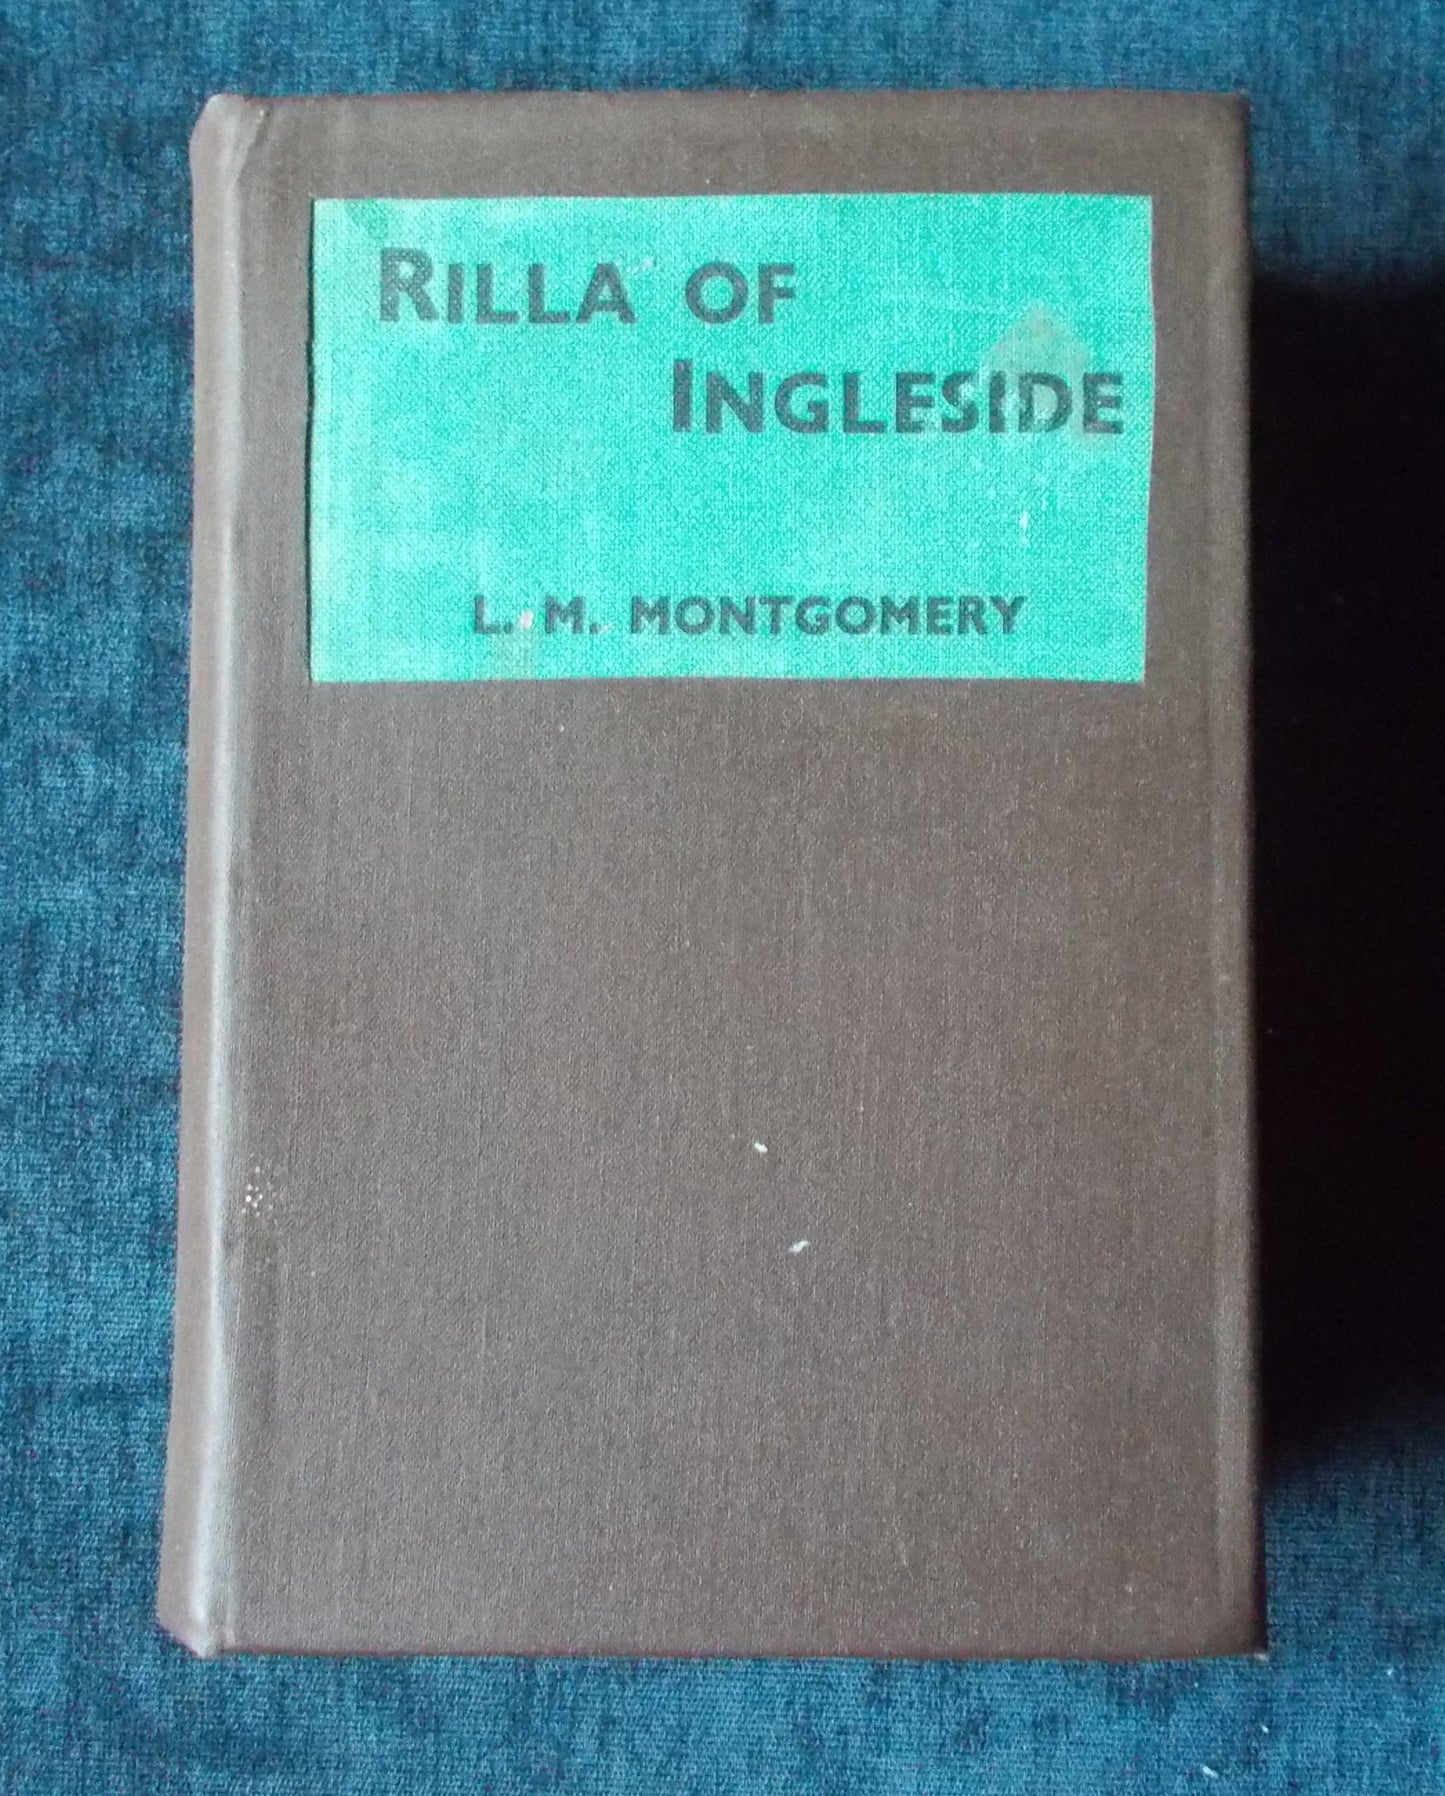 RILLA OF
INGLESIDE
L. M. MONTGOMERY